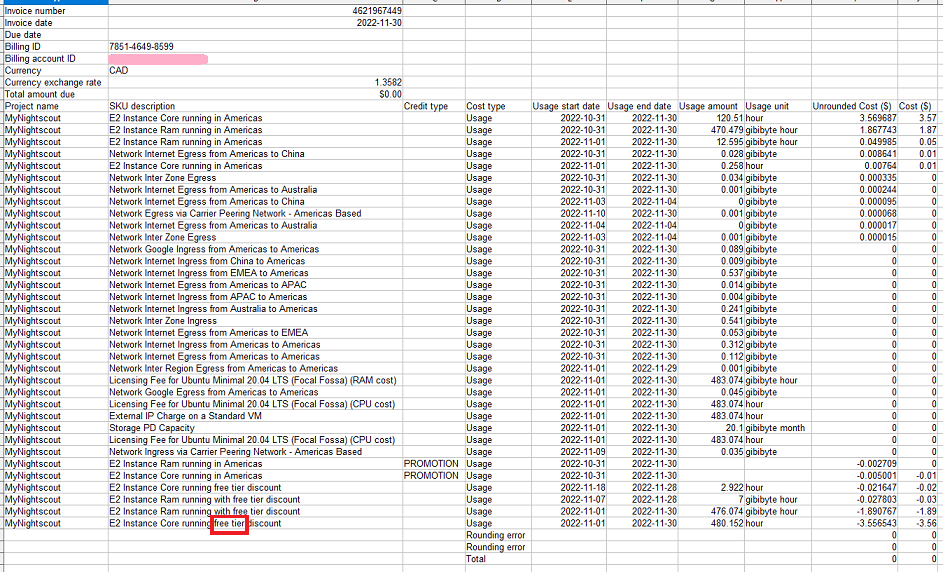 Invoice number 4621967449
Invoice date 2022-11-30
Due date
Billing ID 7851-4649-8599
Billing account ID
Currency CAD
Currency exchange rate 1.3582
Total amount due $0.00
Project name SKU description Credit type Cost type Usage start date Usage end date Usage amount Usage unit Unrounded Cost ($) Cost ($)
MyNightscout E2 Instance Core running in Americas Usage 2022-10-31 2022-11-30 120.51 hour 3.569687 3.57
MyNightscout E2 Instance Ram running in Americas Usage 2022-10-31 2022-11-30 470.479 gibibyte hour 1.867743 1.87
MyNightscout E2 Instance Ram running in Americas Usage 2022-11-01 2022-11-30 12.595 gibibyte hour 0.049985 0.05
MyNightscout Network Internet Egress from Americas to China Usage 2022-10-31 2022-11-30 0.028 gibibyte 0.008641 0.01
MyNightscout E2 Instance Core running in Americas Usage 2022-10-31 2022-11-30 0.258 hour 0.00764 0.01
MyNightscout Network Inter Zone Egress Usage 2022-10-31 2022-11-30 0.034 gibibyte 0.000335 0
MyNightscout Network Internet Egress from Americas to Australia Usage 2022-10-31 2022-11-30 0.001 gibibyte 0.000244 0
MyNightscout Network Internet Egress from Americas to China Usage 2022-11-03 2022-11-04 0 gibibyte 0.000095 0
MyNightscout Network Egress via Carrier Peering Network - Americas Based Usage 2022-11-10 2022-11-30 0.001 gibibyte 0.000068 0
MyNightscout Network Internet Egress from Americas to Australia Usage 2022-11-04 2022-11-04 0 gibibyte 0.000017 0
MyNightscout Network Inter Zone Egress Usage 2022-11-03 2022-11-04 0.001 gibibyte 0.000015 0
MyNightscout Network Google Ingress from Americas to Americas Usage 2022-10-31 2022-11-30 0.089 gibibyte 0 0
MyNightscout Network Internet Ingress from China to Americas Usage 2022-10-31 2022-11-30 0.009 gibibyte 0 0
MyNightscout Network Internet Ingress from EMEA to Americas Usage 2022-10-31 2022-11-30 0.537 gibibyte 0 0
MyNightscout Network Internet Egress from Americas to APAC Usage 2022-10-31 2022-11-30 0.014 gibibyte 0 0
MyNightscout Network Internet Ingress from APAC to Americas Usage 2022-10-31 2022-11-30 0.004 gibibyte 0 0
MyNightscout Network Internet Ingress from Australia to Americas Usage 2022-10-31 2022-11-30 0.241 gibibyte 0 0
MyNightscout Network Inter Zone Ingress Usage 2022-10-31 2022-11-30 0.541 gibibyte 0 0
MyNightscout Network Internet Egress from Americas to EMEA Usage 2022-10-31 2022-11-30 0.053 gibibyte 0 0
MyNightscout Network Internet Ingress from Americas to Americas Usage 2022-10-31 2022-11-30 0.312 gibibyte 0 0
MyNightscout Network Internet Egress from Americas to Americas Usage 2022-10-31 2022-11-30 0.112 gibibyte 0 0
MyNightscout Network Inter Region Egress from Americas to Americas Usage 2022-11-01 2022-11-29 0.001 gibibyte 0 0
MyNightscout Licensing Fee for Ubuntu Minimal 20.04 LTS (Focal Fossa) (RAM cost) Usage 2022-11-01 2022-11-30 483.074 gibibyte hour 0 0
MyNightscout Network Google Egress from Americas to Americas Usage 2022-11-01 2022-11-30 0.045 gibibyte 0 0
MyNightscout Licensing Fee for Ubuntu Minimal 20.04 LTS (Focal Fossa) (CPU cost) Usage 2022-11-01 2022-11-30 483.074 hour 0 0
MyNightscout External IP Charge on a Standard VM Usage 2022-11-01 2022-11-30 483.074 hour 0 0
MyNightscout Storage PD Capacity Usage 2022-11-01 2022-11-30 20.1 gibibyte month 0 0
MyNightscout Licensing Fee for Ubuntu Minimal 20.04 LTS (Focal Fossa) (CPU cost) Usage 2022-11-01 2022-11-30 483.074 hour 0 0
MyNightscout Network Ingress via Carrier Peering Network - Americas Based Usage 2022-11-09 2022-11-30 0.035 gibibyte 0 0
MyNightscout E2 Instance Ram running in Americas PROMOTION Usage 2022-10-31 2022-11-30 -0.002709 0
MyNightscout E2 Instance Core running in Americas PROMOTION Usage 2022-10-31 2022-11-30 -0.005001 -0.01
MyNightscout E2 Instance Core running free tier discount Usage 2022-11-18 2022-11-28 2.922 hour -0.021647 -0.02
MyNightscout E2 Instance Ram running with free tier discount Usage 2022-11-07 2022-11-28 7 gibibyte hour -0.027803 -0.03
MyNightscout E2 Instance Ram running with free tier discount Usage 2022-11-01 2022-11-30 476.074 gibibyte hour -1.890767 -1.89
MyNightscout E2 Instance Core running free tier discount Usage 2022-11-01 2022-11-30 480.152 hour -3.556543 -3.56
Rounding error 0 0
Rounding error 0 0
Total 0 0